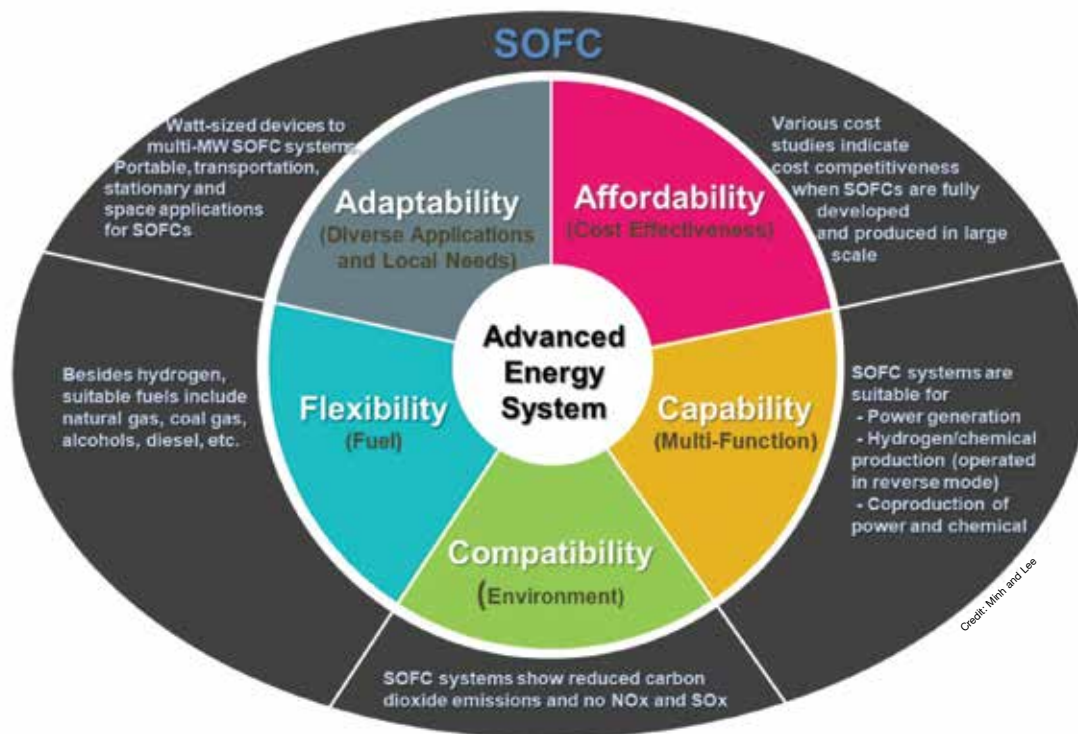 SOFC
Watt-sized devices to
multi-MW SOFC systems,
Portable, transportation,
stationary and
space applications
for SOFCs
Adaptability
(Diverse Applications
and Local Needs)
Affordability
(Cost Effectiveness)
Various cost
studies indicate
cost competitiveness
when SOFCs are fully
developed
and produced in large
scale
Advanced
Energy
System
Besides hydrogen,
suitable fuels include
natural gas, coal gas,
alcohols, diesel, etc.
Flexibility
(Fuel)
Capability
(Multi-Function)
SOFC systems are
suitable for
- Power generation
- Hydrogen/chemical
production (operated
in reverse mode)
- Coproduction of
power and chemical
Compatibility
(Environment)
SOFC systems show reduced carbon
dioxide emissions and no NOx and SOx
Credit: Minh and Lee